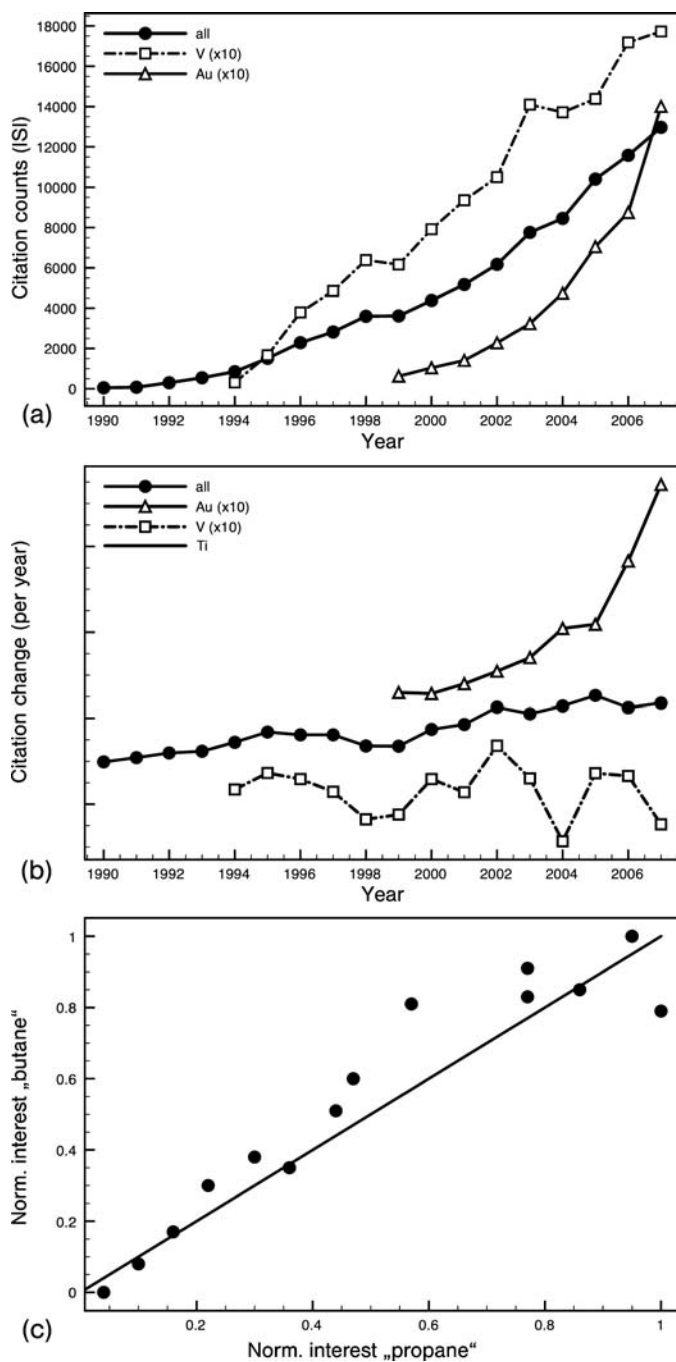 18000
16000
14000
12000
10000
8000
6000
4000
2000
0
all
V (x10)
Au (x10)
Citation counts (ISI)
1990 1992 1994 1996 1998 2000 2002 2004 2006
(a)
Year
all
Au (x10)
V (x10)
Ti
Citation change (per year)
(b)
1990 1992 1994 1996 1998 2000 2002 2004 2006
Year
1
0.8
0.6
0.4
0.2
0
Norm. interest „butane“
0.2 0.4 0.6 0.8 1
(c)
Norm. interest „propane“